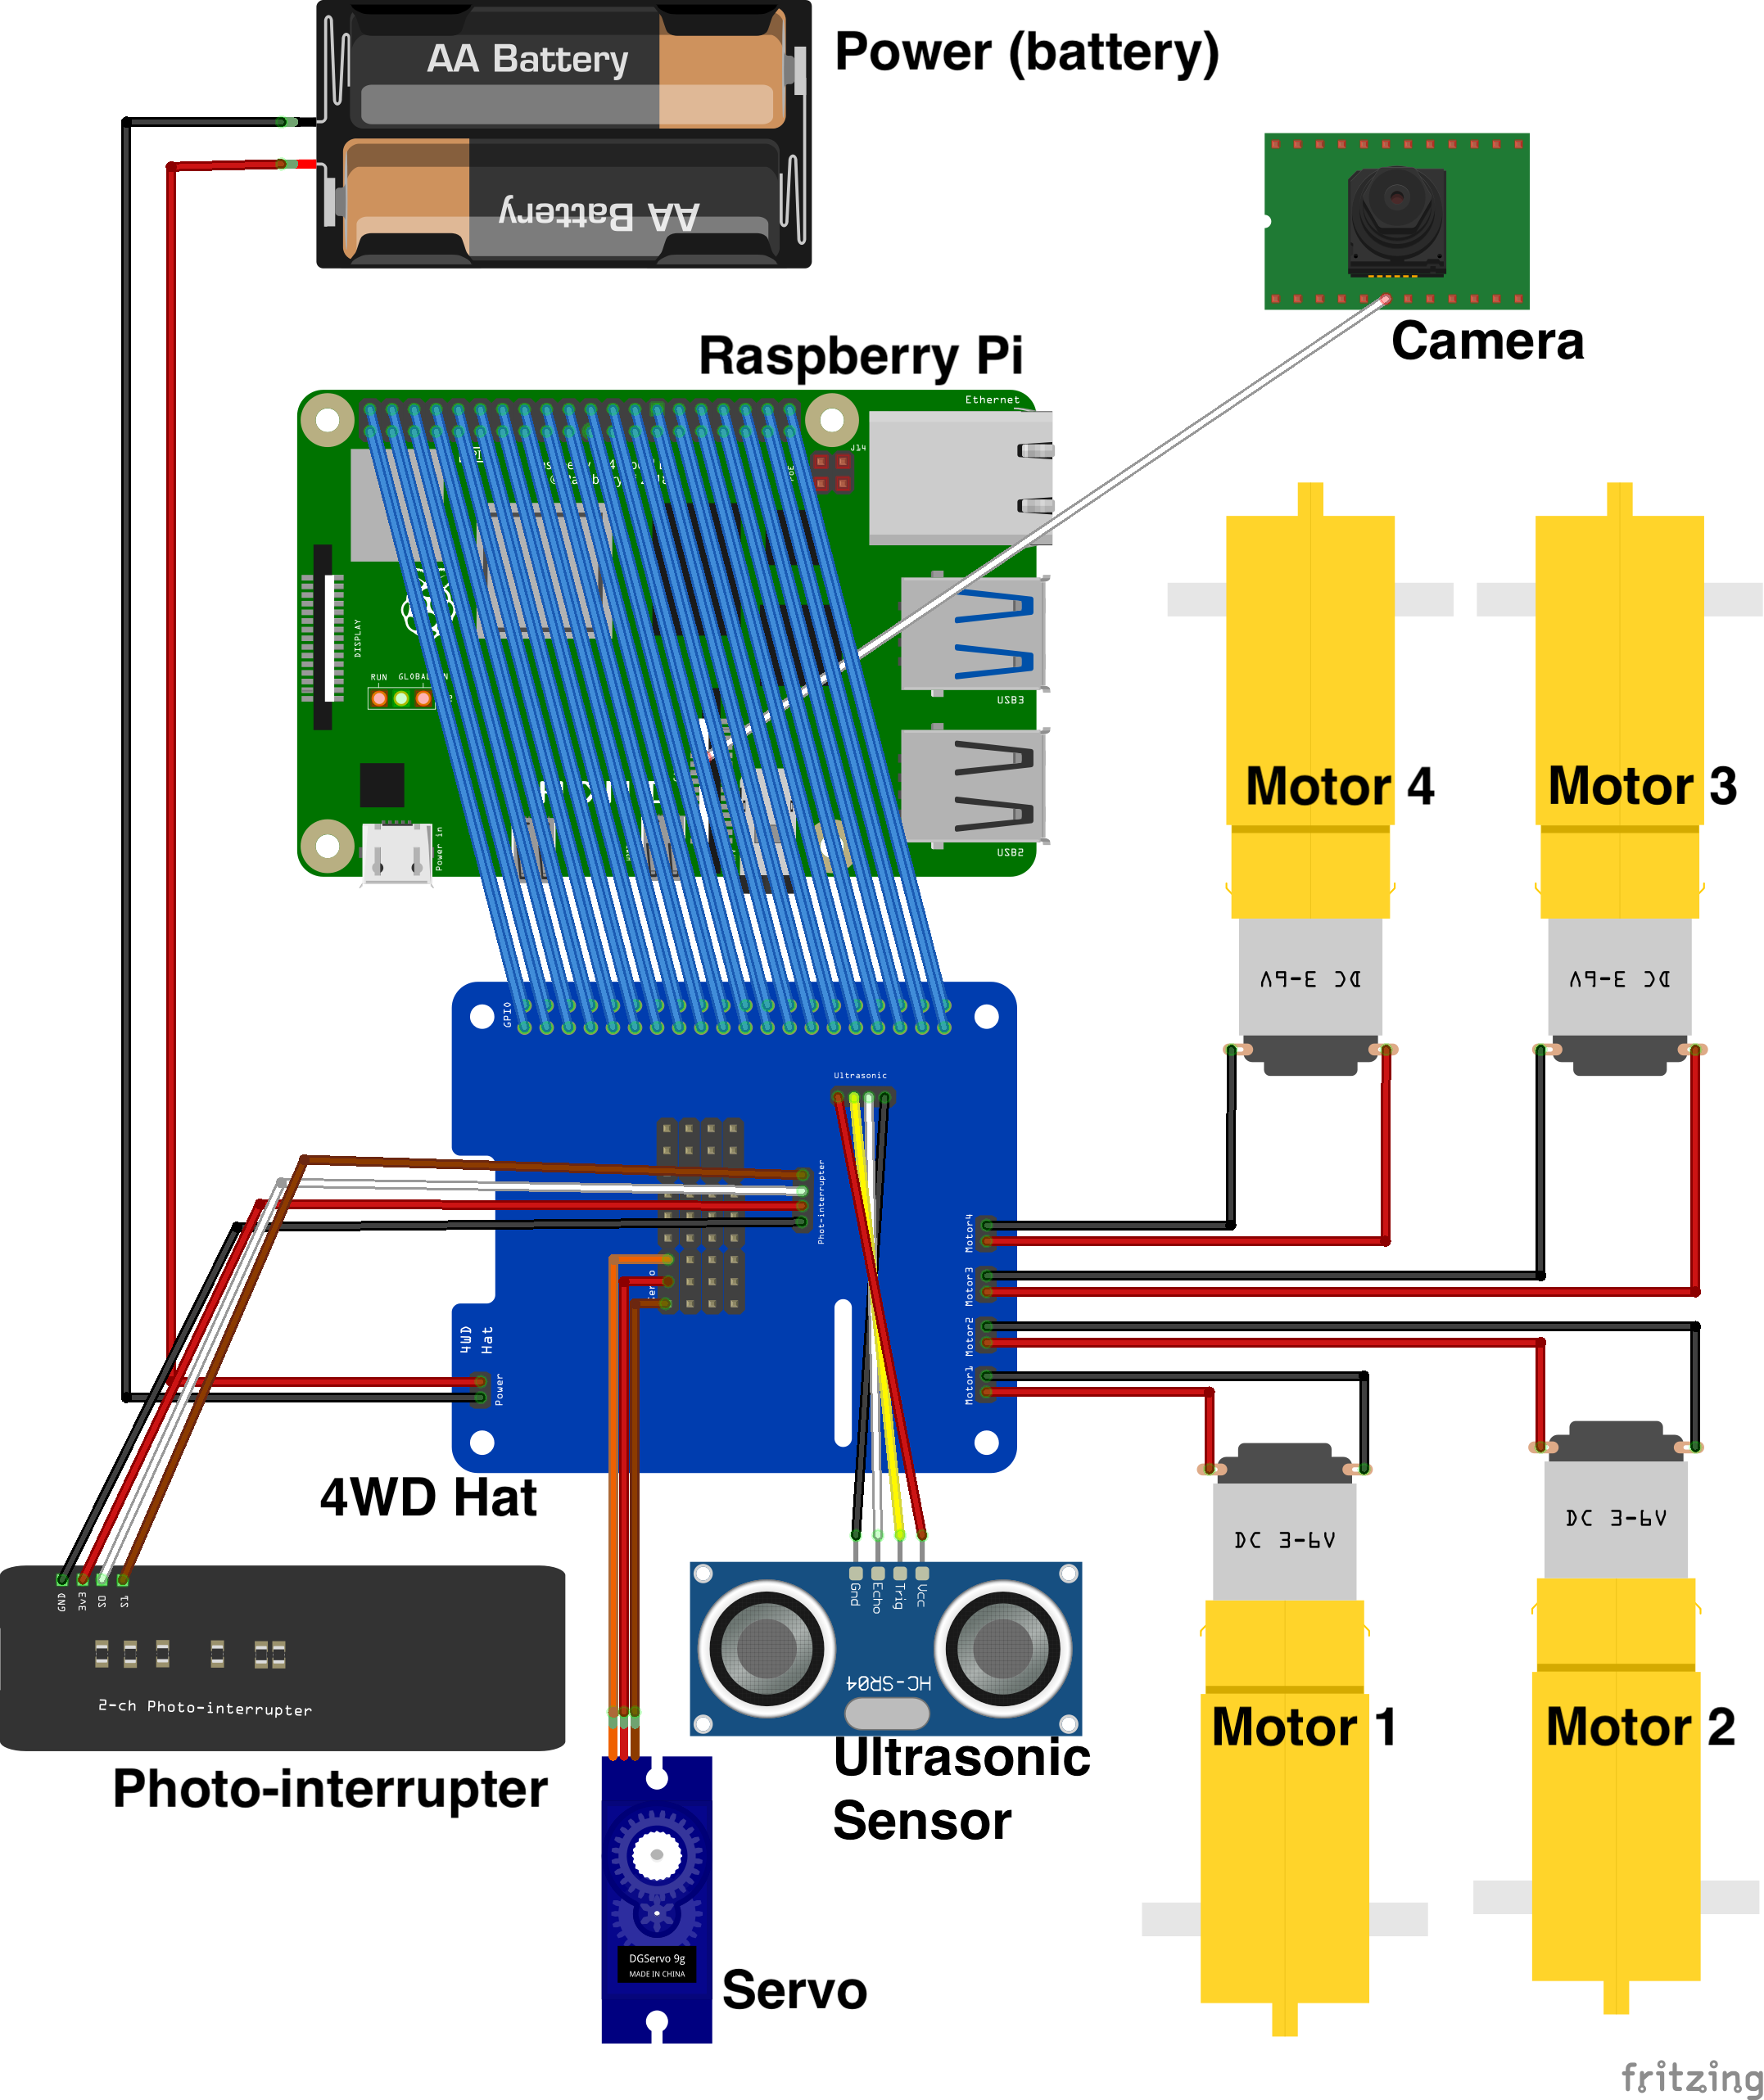 Power (battery)
AA Battery
AA Battery
Camera
Raspberry Pi
Ethernet
J14
DISPLAY
RUN
USB3
USB2
Power in
Motor 4
Motor 3
DC 3-6V
DC 3-6V
GPIO
Ultrasonic
Phot-interrupter
Motor4
Motor3
Motor2
Motor1
4WD
Hat
Power
4WD Hat
DC 3-6V
DC 3-6V
GND
3v3
Gnd
Echo
Trig
Vcc
HC-SR04
2-ch Photo-interrupter
Motor 1
Motor 2
Photo-interrupter
Ultrasonic
Sensor
DGServo 9g
MADE IN CHINA
Servo
fritzing